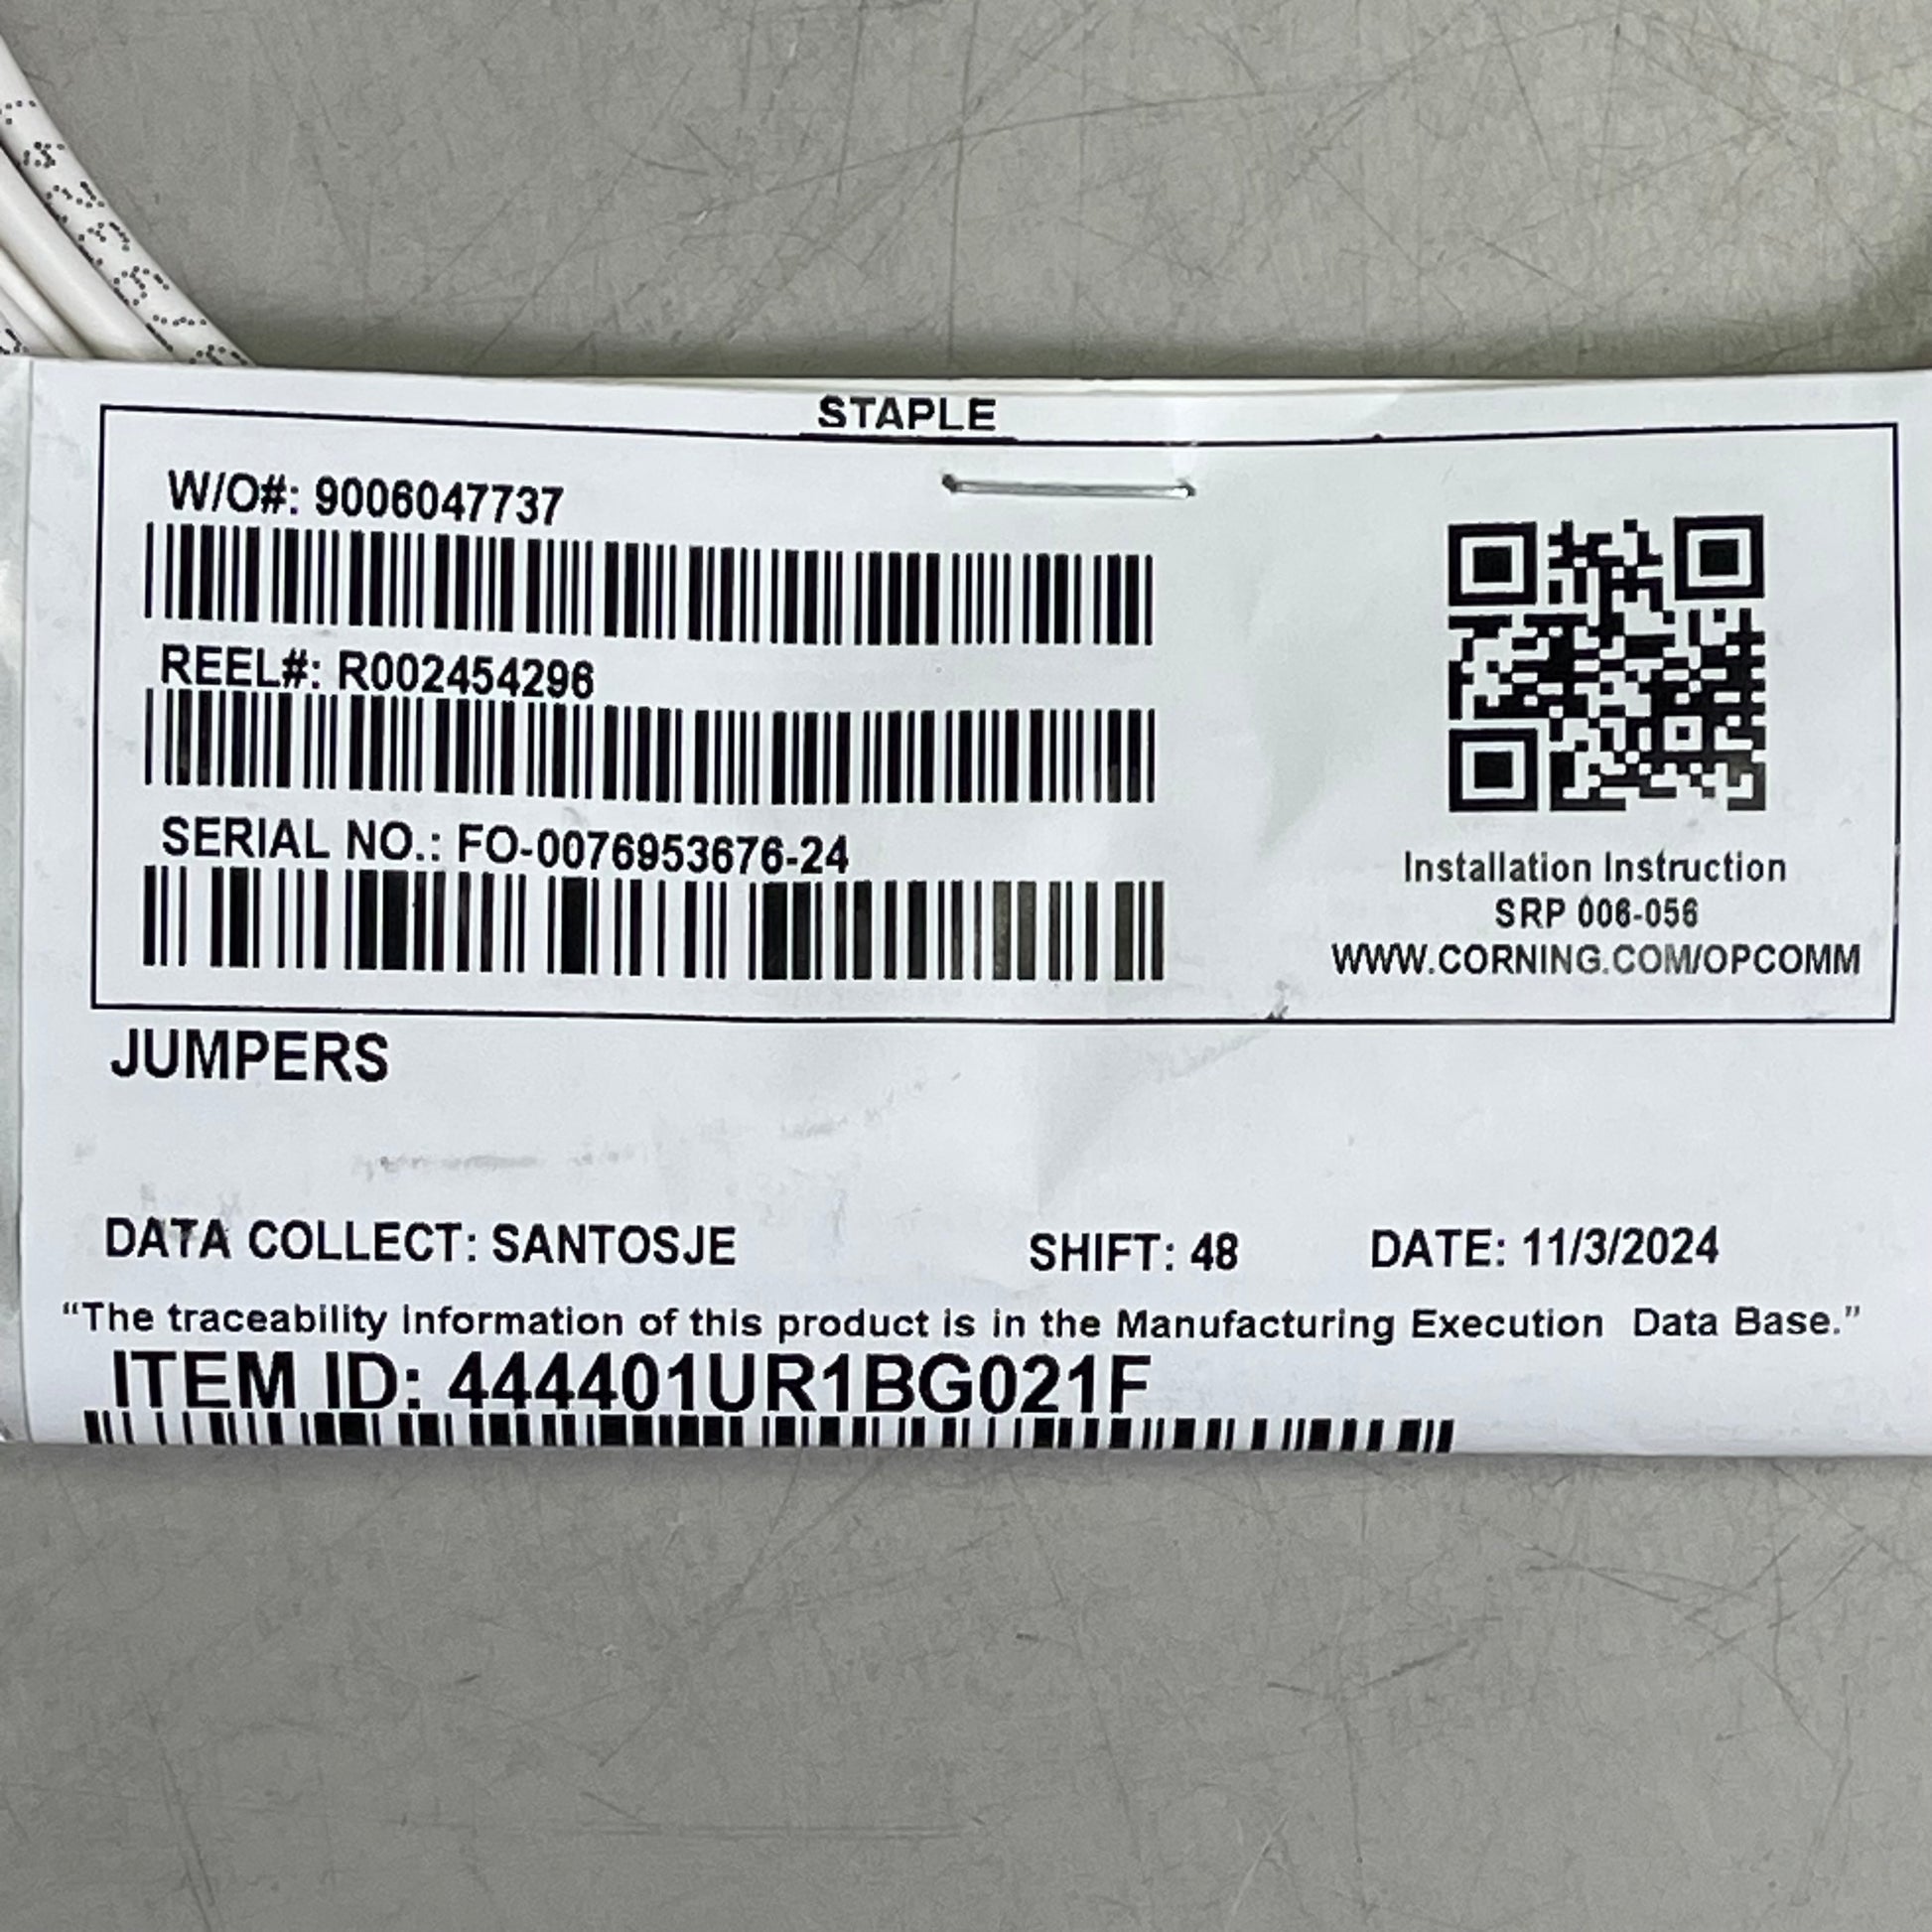 STAPLE
W/O#: 9006047737
REEL#: R002454296
SERIAL NO.: FO-0076953676-24
Installation Instruction
SRP 006-056
WWW.CORNING.COM/OPCOMM
JUMPERS
DATA COLLECT: SANTOSJE SHIFT: 48 DATE: 11/3/2024
“The traceability information of this product is in the Manufacturing Execution Data Base.”
ITEM ID: 444401UR1BG021F